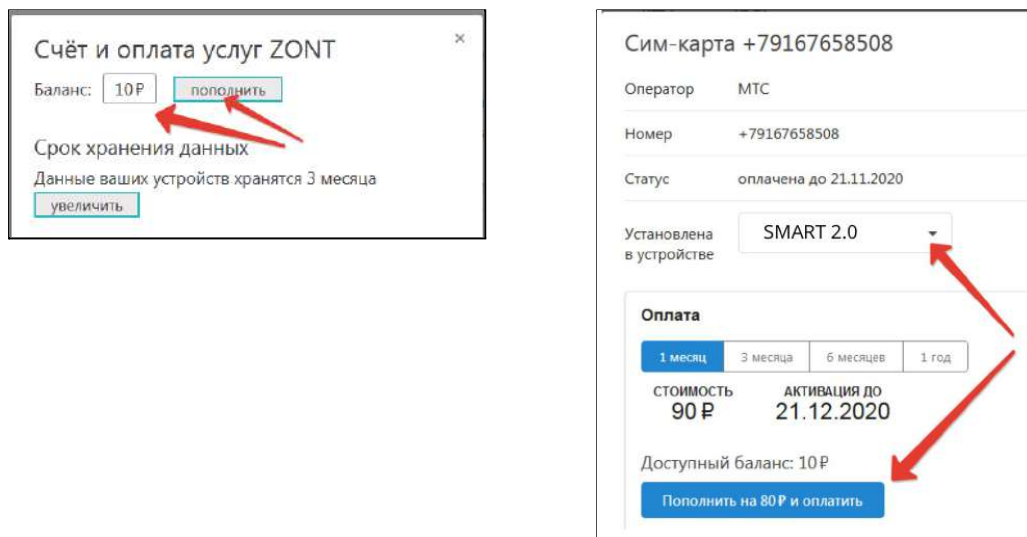 Счёт и оплата услуг ZONT
×
Баланс: 10 ₽ пополнить
Срок хранения данных
Данные ваших устройств хранятся 3 месяца
увеличить
Сим-карта +79167658508
Оператор МТС
Номер +79167658508
Статус оплачена до 21.11.2020
Установлена
в устройстве
SMART 2.0
Оплата
1 месяц 3 месяца 6 месяцев 1 год
СТОИМОСТЬ АКТИВАЦИЯ ДО
90 ₽ 21.12.2020
Доступный баланс: 10 ₽
Пополнить на 80 ₽ и оплатить